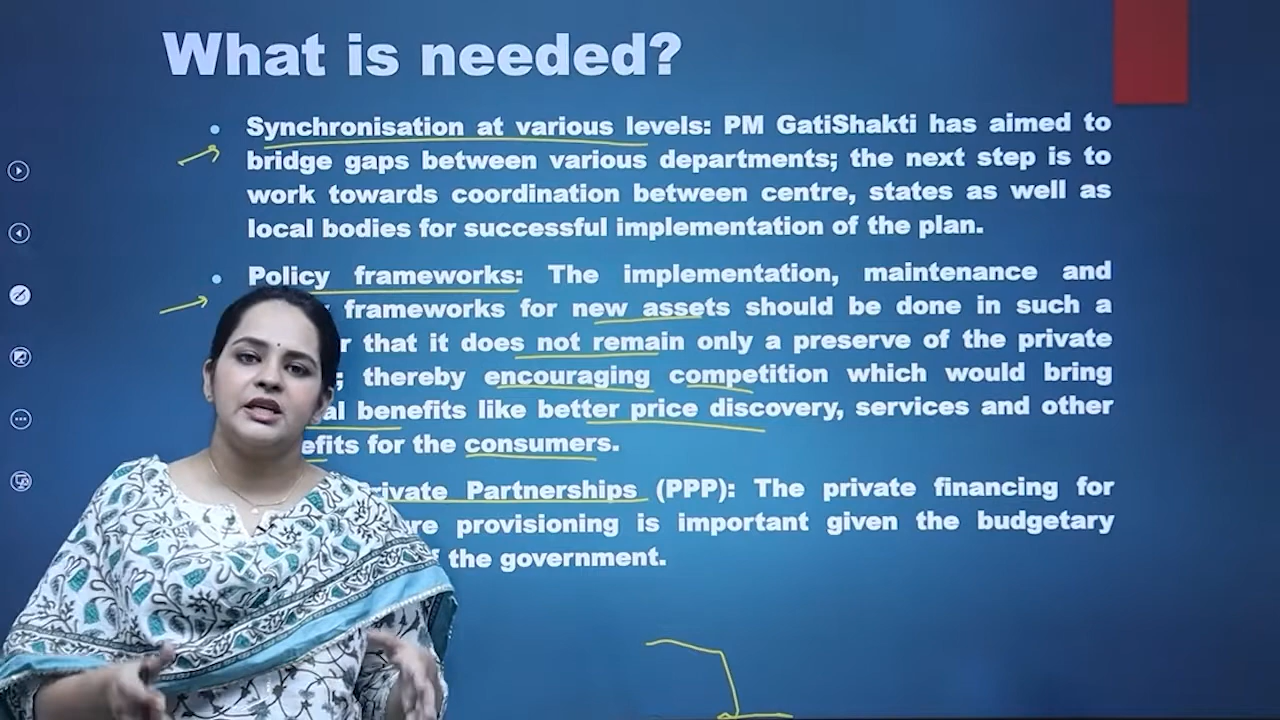 What is needed?
Synchronisation at various levels: PM GatiShakti has aimed to
bridge gaps between various departments; the next step is to
work towards coordination between centre, states as well as
local bodies for successful implementation of the plan.
Policy frameworks: The implementation, maintenance and
frameworks for new assets should be done in such a
that it does not remain only a preserve of the private
thereby encouraging competition which would bring
benefits like better price discovery, services and other
for the consumers.
Partnerships (PPP): The private financing for
provisioning is important given the budgetary
the government.